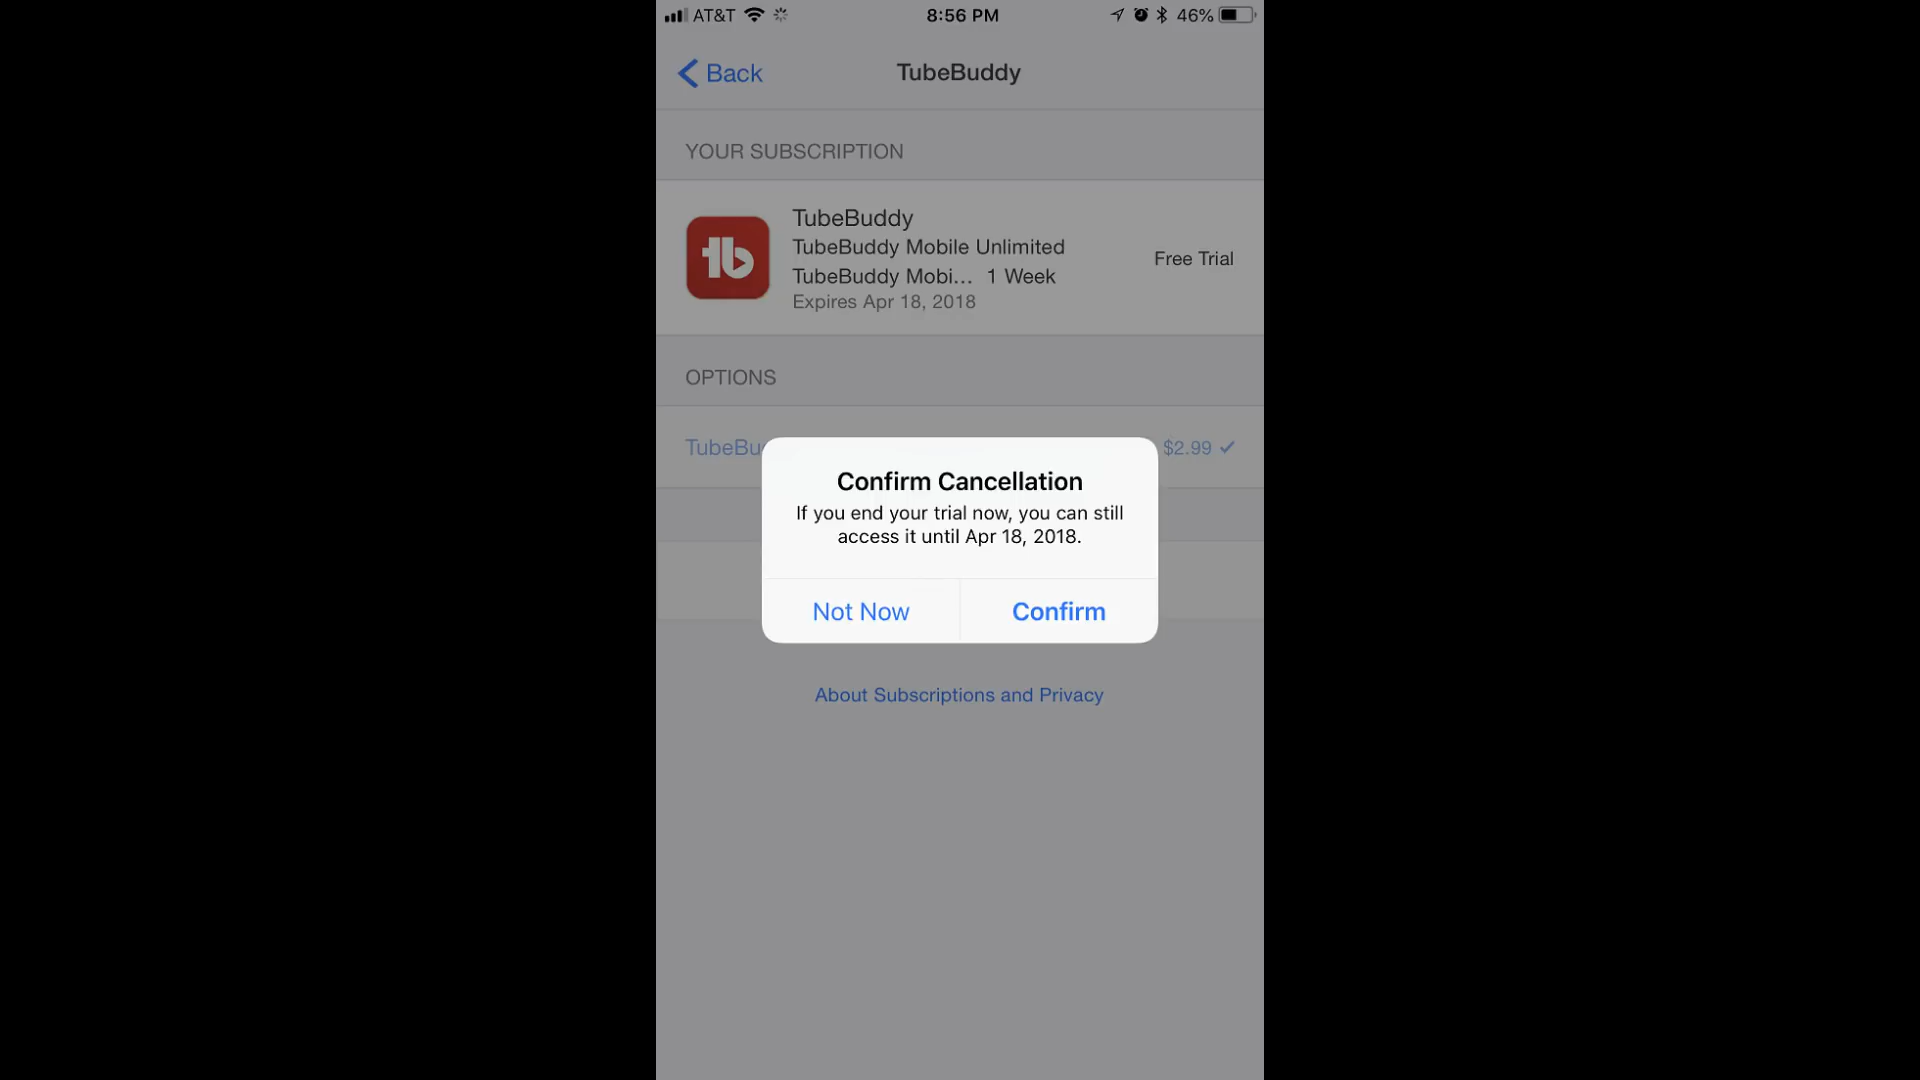 AT&T 8:56 PM 46%
Back TubeBuddy
YOUR SUBSCRIPTION
TubeBuddy
TubeBuddy Mobile Unlimited
TubeBuddy Mobi... 1 Week
Free Trial
Expires Apr 18, 2018
OPTIONS
TubeBu $2.99
Confirm Cancellation
If you end your trial now, you can still
access it until Apr 18, 2018.
Not Now Confirm
About Subscriptions and Privacy